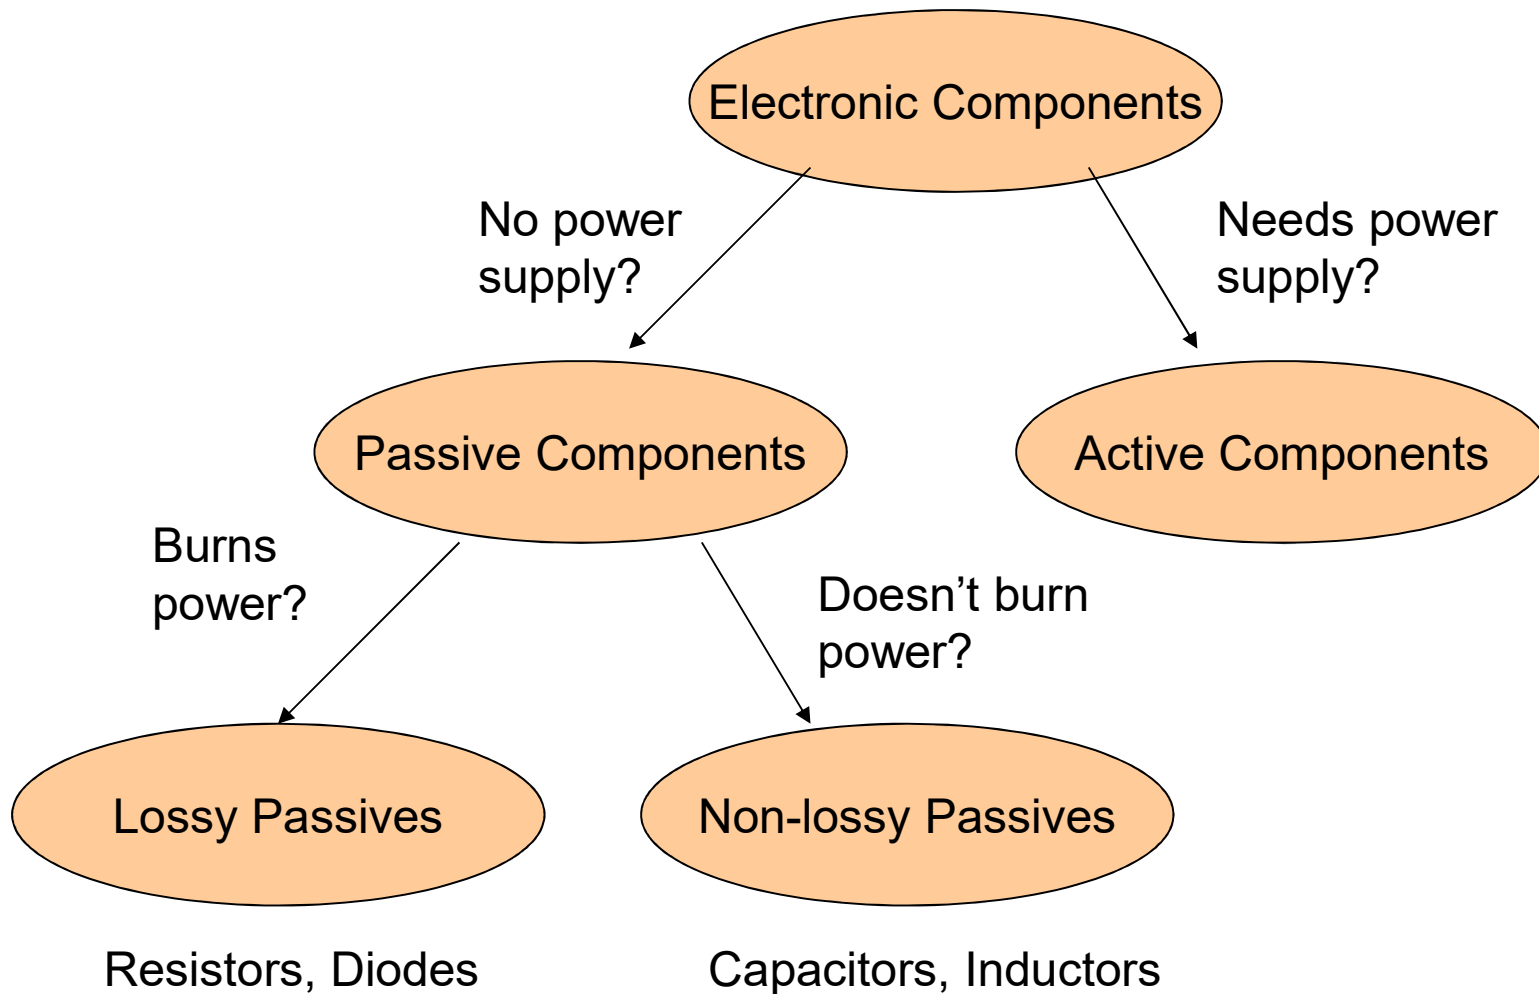 Electronic Components
No power
supply?
Needs power
supply?
Passive Components
Active Components
Burns
power?
Doesn’t burn
power?
Lossy Passives
Non-lossy Passives
Resistors, Diodes
Capacitors, Inductors